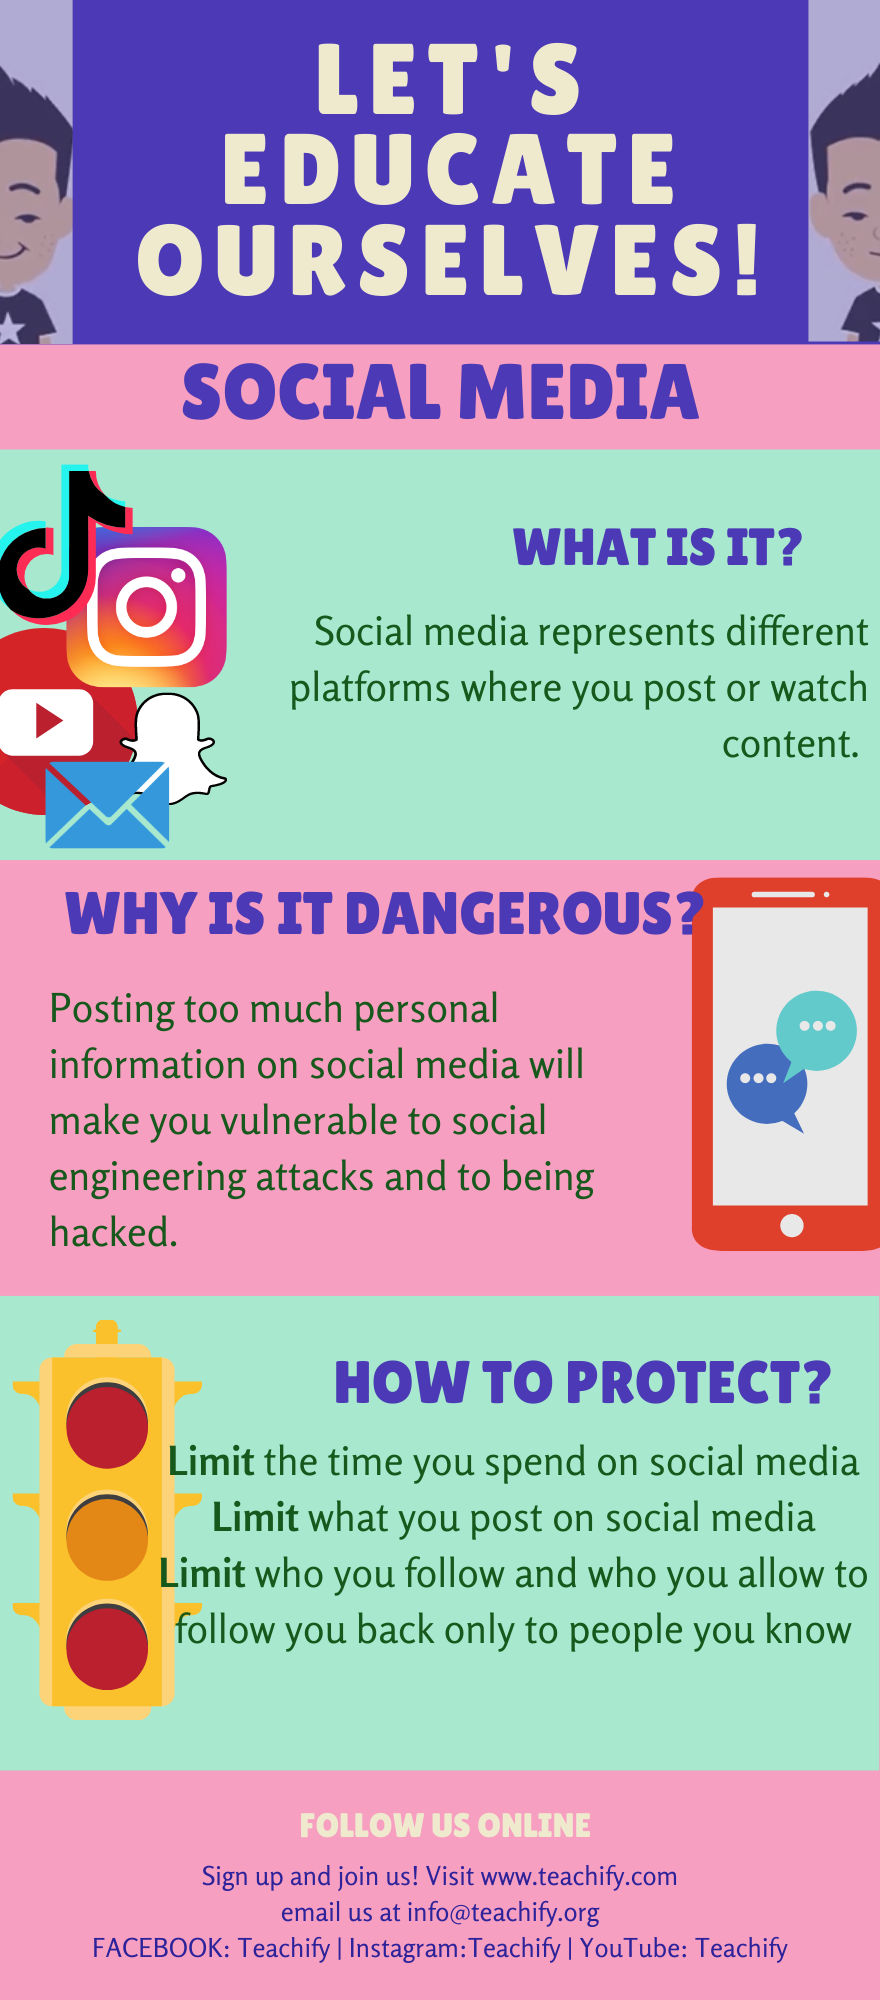 LET'S
EDUCATE
OURSELVES!
SOCIAL MEDIA
WHAT IS IT?
Social media represents different
platforms where you post or watch
content.
WHY IS IT DANGEROUS?
Posting too much personal
information on social media will
make you vulnerable to social
engineering attacks and to being
hacked.
HOW TO PROTECT?
Limit the time you spend on social media
Limit what you post on social media
Limit who you follow and who you allow to
follow you back only to people you know
FOLLOW US ONLINE
Sign up and join us! Visit www.teachify.com
email us at info@teachify.org
FACEBOOK: Teachify | Instagram:Teachify | YouTube: Teachify